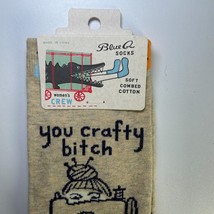 Blue Q
SOCKS
SOFT
COMBED
COTTON
women's
CREW
you crafty
bitch